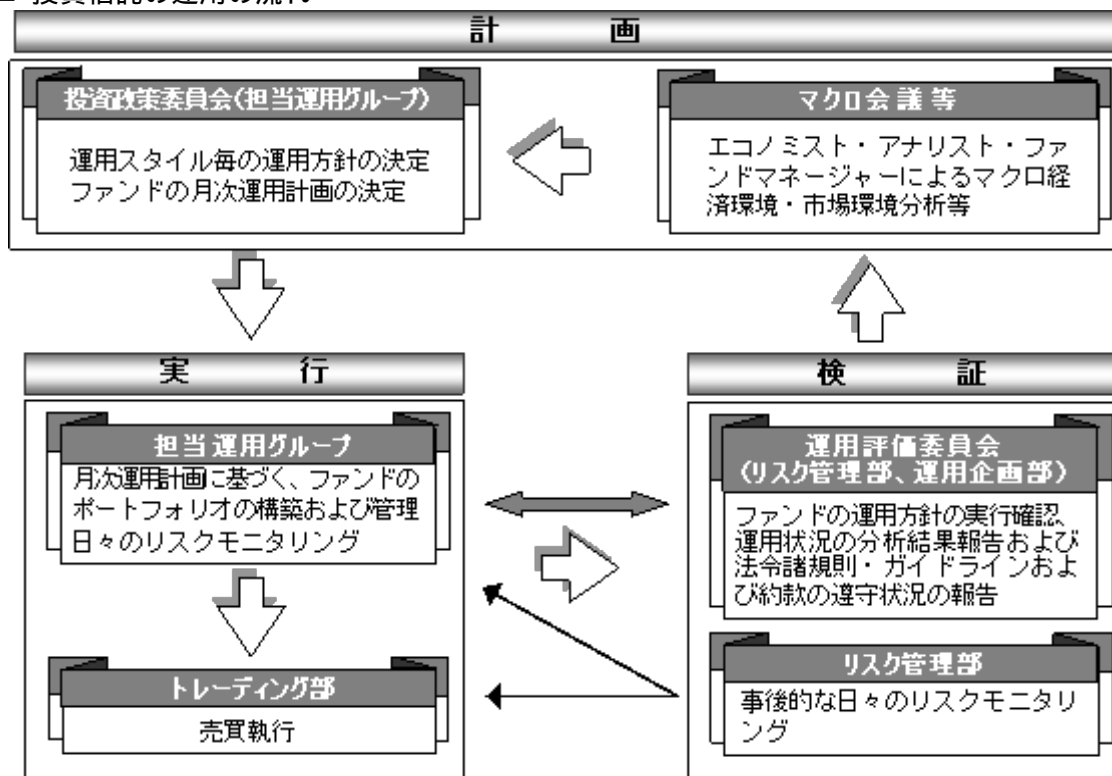 投資信託の運用の流れ
計 画
投資政策委員会(担当運用グループ)
運用スタイル毎の運用方針の決定
ファンドの月次運用計画の決定
マクロ会議等
エコノミスト・アナリスト・ファ
ンドマネージャーによるマクロ経
済環境・市場環境分析等
実 行
担当運用グループ
月次運用計画に基づく、ファンドの
ポートフォリオの構築および管理
日々のリスクモニタリング
トレーディング部
売買執行
検 証
運用評価委員会
(リスク管理部、運用企画部)
ファンドの運用方針の実行確認、
運用状況の分析結果報告および
法令諸規則・ガイドラインおよ
び約款の遵守状況の報告
リスク管理部
事後的な日々のリスクモニタリ
ング